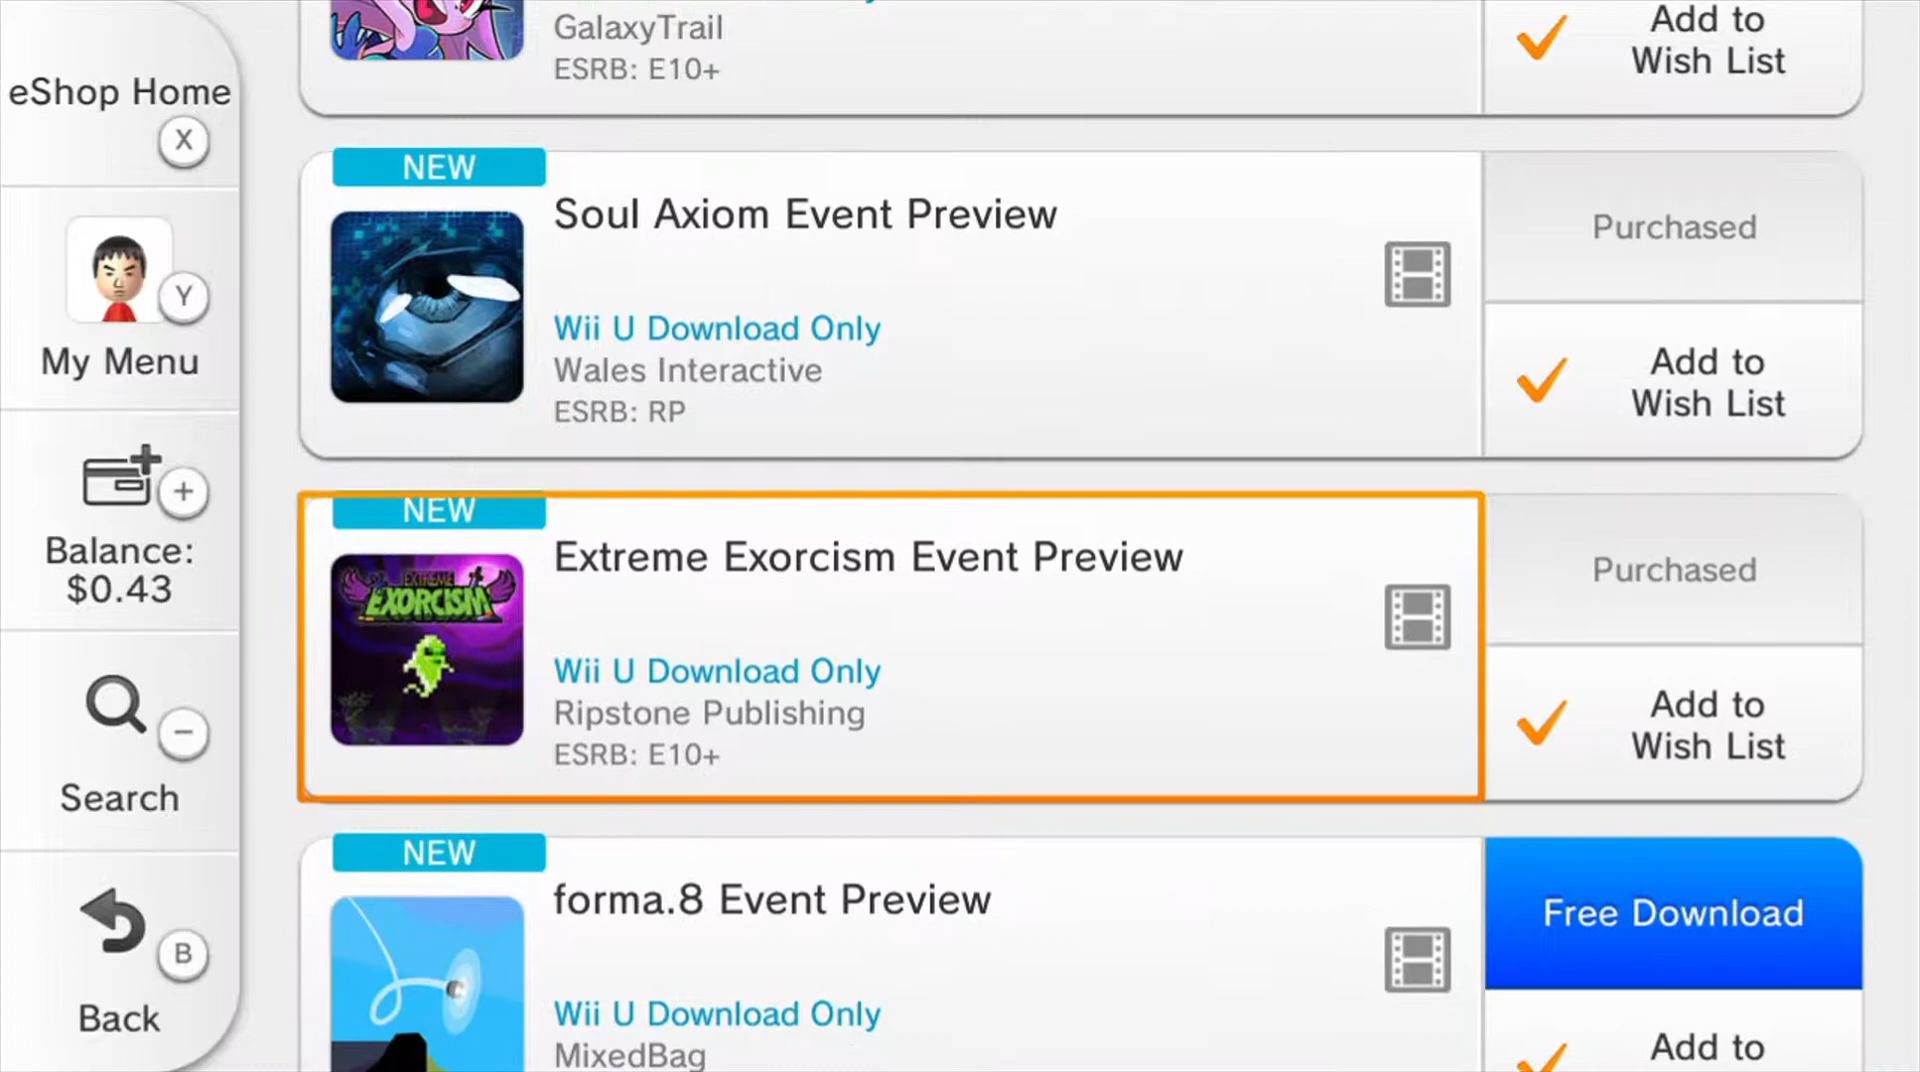 GalaxyTrail
ESRB: E10+
Add to
Wish List
eShop Home
X
Y
My Menu
+
Balance:
$0.43
−
Search
B
Back
NEW
Soul Axiom Event Preview
Wii U Download Only
Wales Interactive
ESRB: RP
Purchased
Add to
Wish List
NEW
EXTREME
EXORCISM
Extreme Exorcism Event Preview
Wii U Download Only
Ripstone Publishing
ESRB: E10+
Purchased
Add to
Wish List
NEW
forma.8 Event Preview
Wii U Download Only
MixedBag
Free Download
Add to